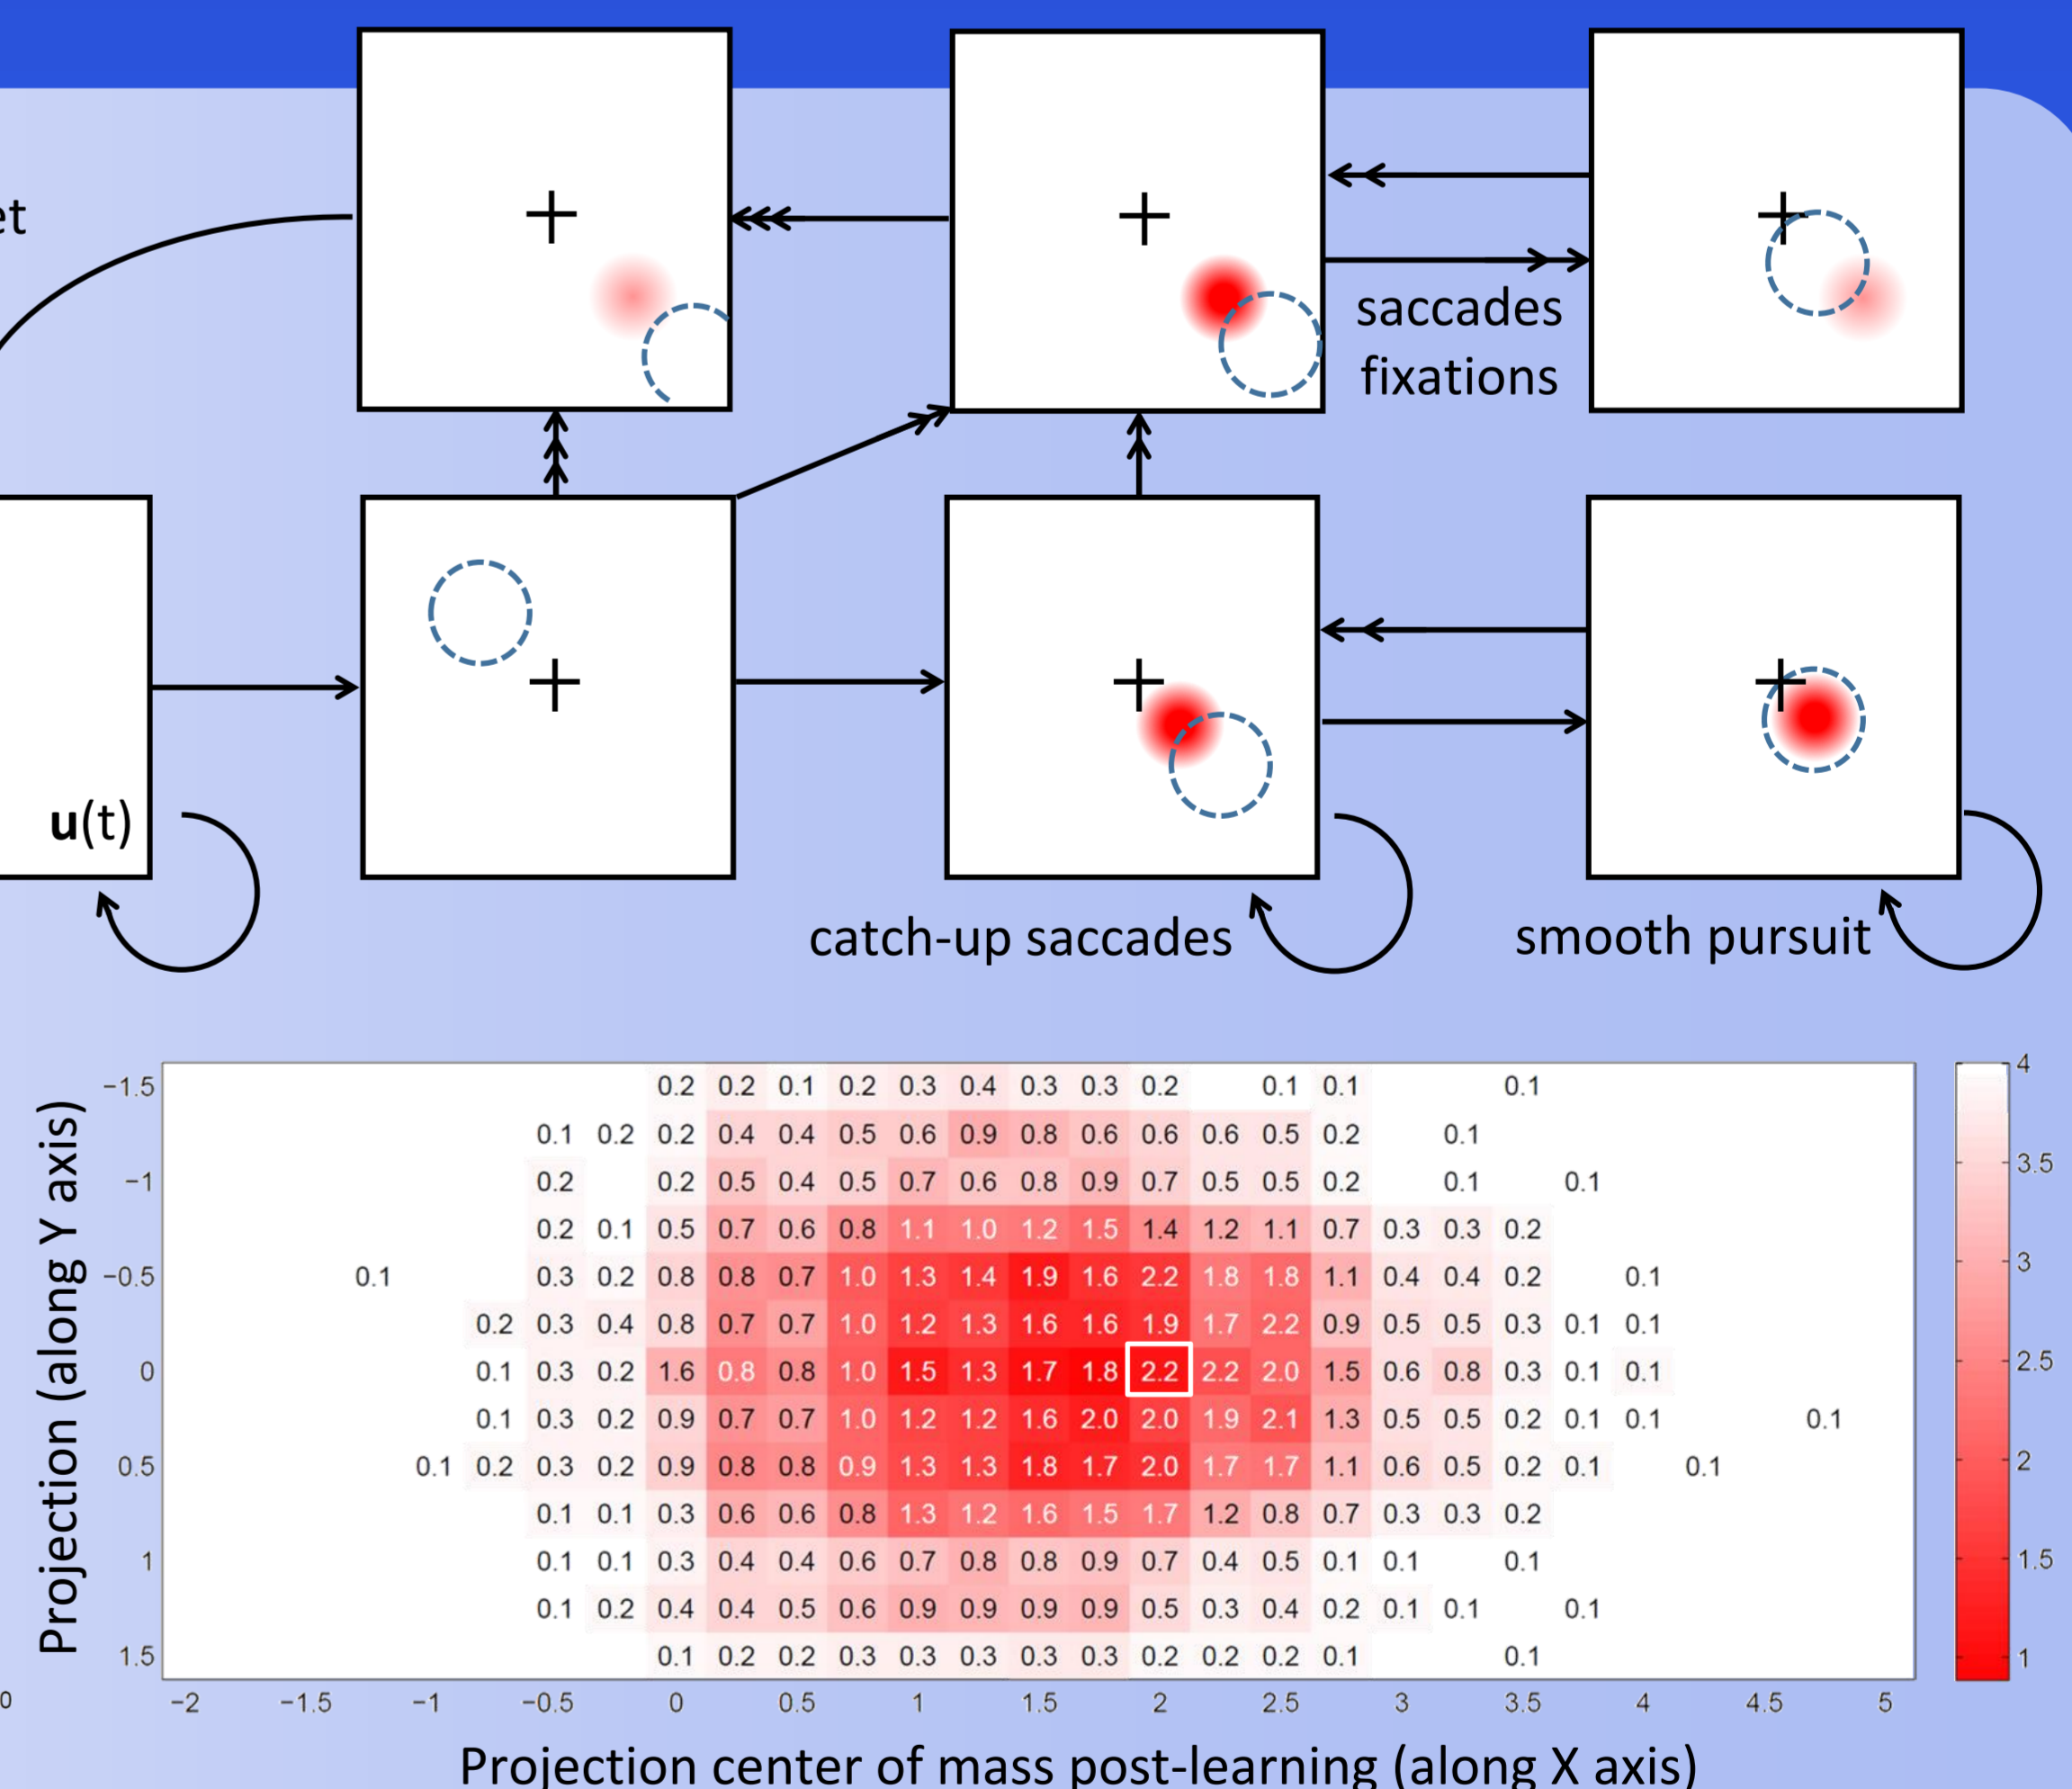 et
saccades
fixations
u(t)
catch-up saccades
smooth pursuit
Projection (along Y axis)
−1.5 0.2 0.2 0.1 0.2 0.3 0.4 0.3 0.3 0.2 0.1 0.1 0.1
0.1 0.2 0.2 0.4 0.4 0.5 0.6 0.9 0.8 0.6 0.6 0.6 0.5 0.2 0.1
−1 0.2 0.2 0.5 0.4 0.5 0.7 0.6 0.8 0.9 0.7 0.5 0.5 0.2 0.1 0.1
0.2 0.1 0.5 0.7 0.6 0.8 1.1 1.0 1.2 1.5 1.4 1.2 1.1 0.7 0.3 0.3 0.2
−0.5 0.1 0.3 0.2 0.8 0.8 0.7 1.0 1.3 1.4 1.9 1.6 2.2 1.8 1.8 1.1 0.4 0.4 0.2 0.1
0.2 0.3 0.4 0.8 0.7 0.7 1.0 1.2 1.3 1.6 1.6 1.9 1.7 2.2 0.9 0.5 0.5 0.3 0.1 0.1
0 0.1 0.3 0.2 1.6 0.8 0.8 1.0 1.5 1.3 1.7 1.8 2.2 2.2 2.0 1.5 0.6 0.8 0.3 0.1 0.1
0.1 0.3 0.2 0.9 0.7 0.7 1.0 1.2 1.2 1.6 2.0 2.0 1.9 2.1 1.3 0.5 0.5 0.2 0.1 0.1 0.1
0.5 0.1 0.2 0.3 0.2 0.9 0.8 0.8 0.9 1.3 1.3 1.8 1.7 2.0 1.7 1.7 1.1 0.6 0.5 0.2 0.1 0.1
0.1 0.1 0.3 0.6 0.6 0.8 1.3 1.2 1.6 1.5 1.7 1.2 0.8 0.7 0.3 0.3 0.2
1 0.1 0.1 0.3 0.4 0.4 0.6 0.7 0.8 0.8 0.9 0.7 0.4 0.5 0.1 0.1 0.1
0.1 0.2 0.4 0.4 0.5 0.6 0.9 0.9 0.9 0.9 0.5 0.3 0.4 0.2 0.1 0.1 0.1
1.5 0.1 0.2 0.2 0.3 0.3 0.3 0.3 0.3 0.2 0.2 0.2 0.1 0.1
4
3.5
3
2.5
2
1.5
1
0
−2 −1.5 −1 −0.5 0 0.5 1 1.5 2 2.5 3 3.5 4 4.5 5
Projection center of mass post-learning (along X axis)